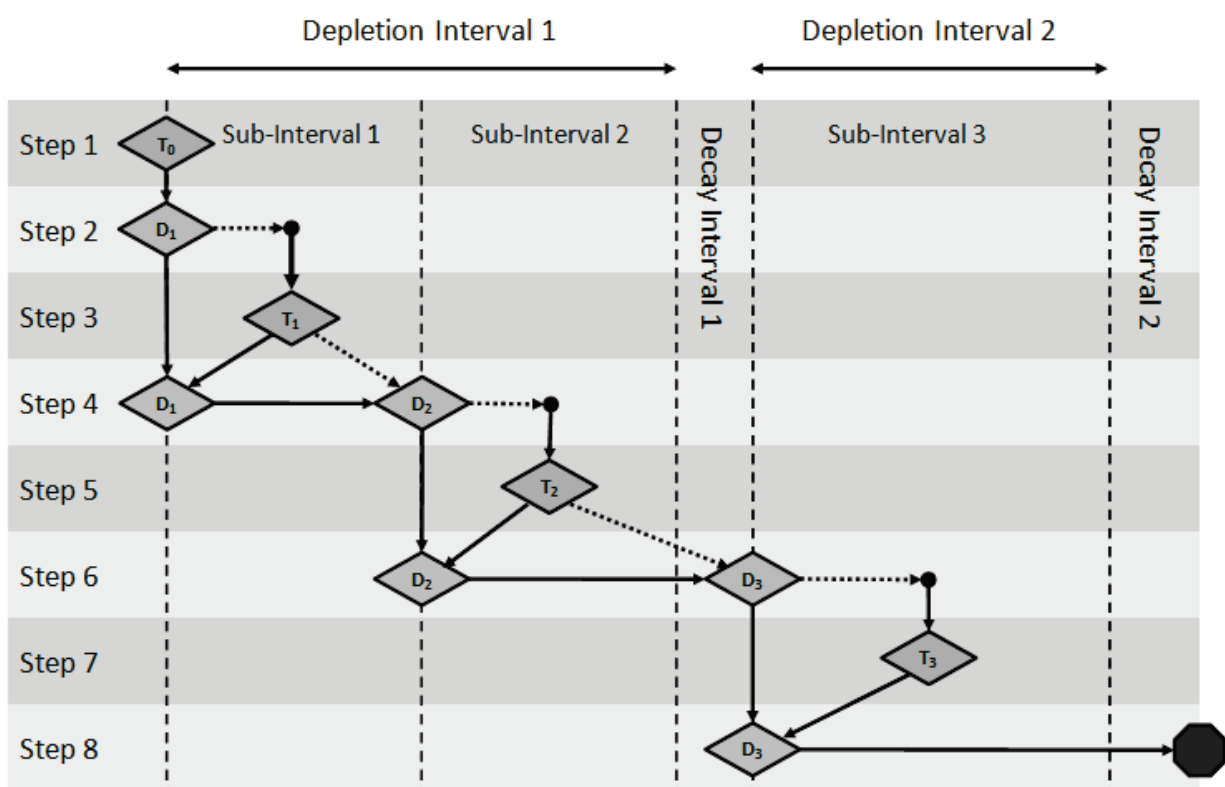 Depletion Interval 1
Depletion Interval 2
Step 1
T₀
Sub-Interval 1
Sub-Interval 2
Decay Interval 1
Sub-Interval 3
Decay Interval 2
Step 2
D₁
Step 3
T₁
Step 4
D₁
D₂
Step 5
T₂
Step 6
D₂
D₃
Step 7
T₃
Step 8
D₃